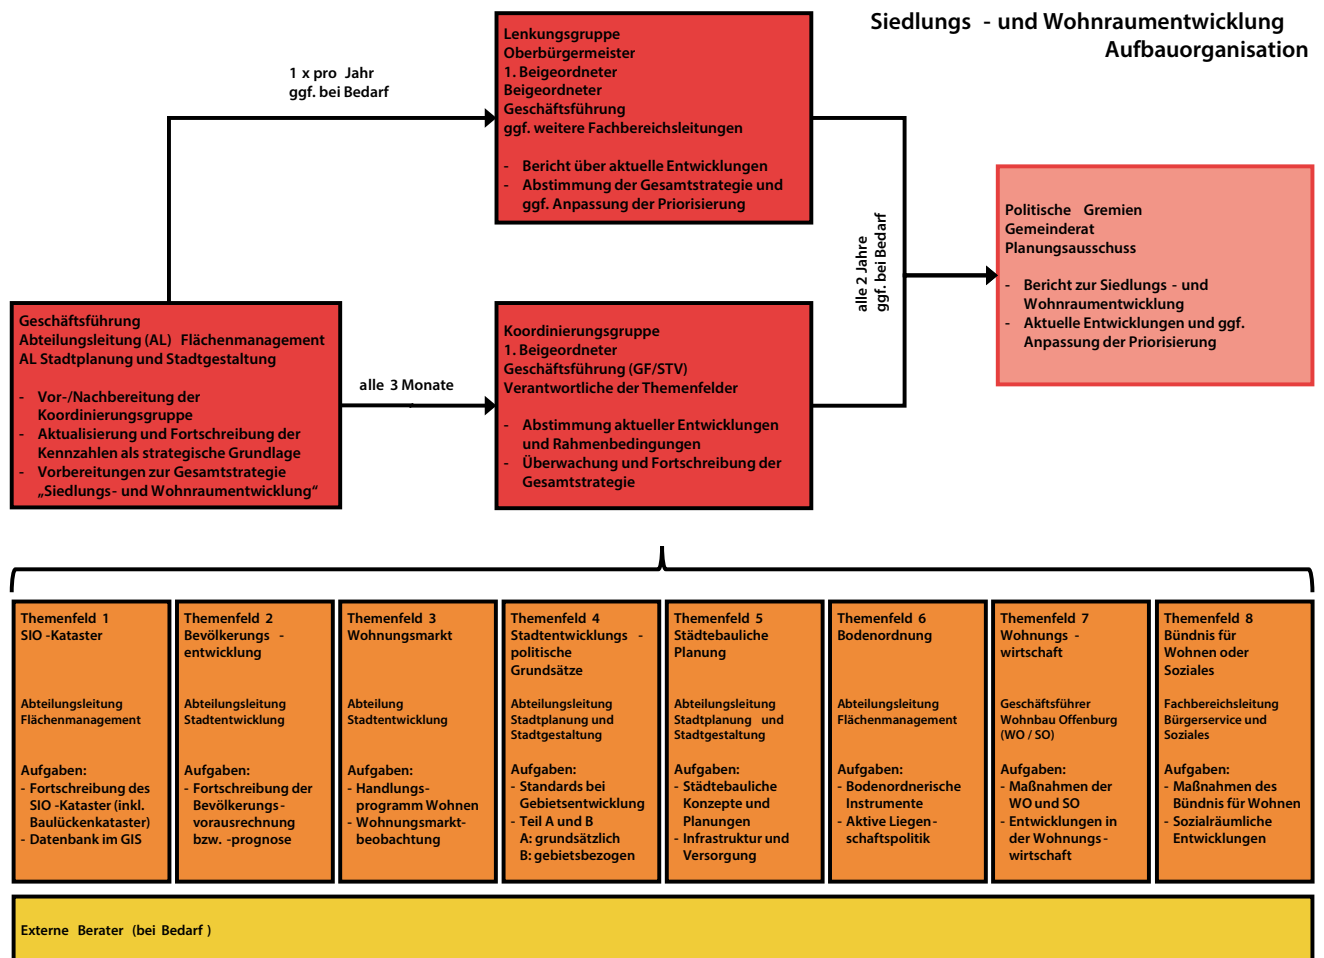 Siedlungs - und Wohnraumentwicklung
Aufbauorganisation
1 x pro Jahr
ggf. bei Bedarf
Lenkungsgruppe
Oberbürgermeister
1. Beigeordneter
Beigeordneter
Geschäftsführung
ggf. weitere Fachbereichsleitungen
- Bericht über aktuelle Entwicklungen
- Abstimmung der Gesamtstrategie und
ggf. Anpassung der Priorisierung
alle 2 Jahre
ggf. bei Bedarf
Politische Gremien
Gemeinderat
Planungsausschuss
- Bericht zur Siedlungs - und
Wohnraumentwicklung
- Aktuelle Entwicklungen und ggf.
Anpassung der Priorisierung
Geschäftsführung
Abteilungsleitung (AL) Flächenmanagement
AL Stadtplanung und Stadtgestaltung
- Vor-/Nachbereitung der
Koordinierungsgruppe
- Aktualisierung und Fortschreibung der
Kennzahlen als strategische Grundlage
- Vorbereitungen zur Gesamtstrategie
„Siedlungs- und Wohnraumentwicklung“
alle 3 Monate
Koordinierungsgruppe
1. Beigeordneter
Geschäftsführung (GF/STV)
Verantwortliche der Themenfelder
- Abstimmung aktueller Entwicklungen
und Rahmenbedingungen
- Überwachung und Fortschreibung der
Gesamtstrategie
Themenfeld 1
SIO -Kataster
Abteilungsleitung
Flächenmanagement
Aufgaben:
- Fortschreibung des
SIO -Kataster (inkl.
Baulückenkataster)
- Datenbank im GIS
Themenfeld 2
Bevölkerungs -
entwicklung
Abteilungsleitung
Stadtentwicklung
Aufgaben:
- Fortschreibung der
Bevölkerungs-
vorausrechnung
bzw. -prognose
Themenfeld 3
Wohnungsmarkt
Abteilung
Stadtentwicklung
Aufgaben:
- Handlungs-
programm Wohnen
- Wohnungsmarkt-
beobachtung
Themenfeld 4
Stadtentwicklungs -
politische
Grundsätze
Abteilungsleitung
Stadtplanung und
Stadtgestaltung
Aufgaben:
- Standards bei
Gebietsentwicklung
- Teil A und B
A: grundsätzlich
B: gebietsbezogen
Themenfeld 5
Städtebauliche
Planung
Abteilungsleitung
Stadtplanung und
Stadtgestaltung
Aufgaben:
- Städtebauliche
Konzepte und
Planungen
- Infrastruktur und
Versorgung
Themenfeld 6
Bodenordnung
Abteilungsleitung
Flächenmanagement
Aufgaben:
- Bodenordnerische
Instrumente
- Aktive Liegen-
schaftspolitik
Themenfeld 7
Wohnungs -
wirtschaft
Geschäftsführer
Wohnbau Offenburg
(WO / SO)
Aufgaben:
- Maßnahmen der
WO und SO
- Entwicklungen in
der Wohnungs-
wirtschaft
Themenfeld 8
Bündnis für
Wohnen oder
Soziales
Fachbereichsleitung
Bürgerservice und
Soziales
Aufgaben:
- Maßnahmen des
Bündnis für Wohnen
- Sozialräumliche
Entwicklungen
Externe Berater (bei Bedarf )